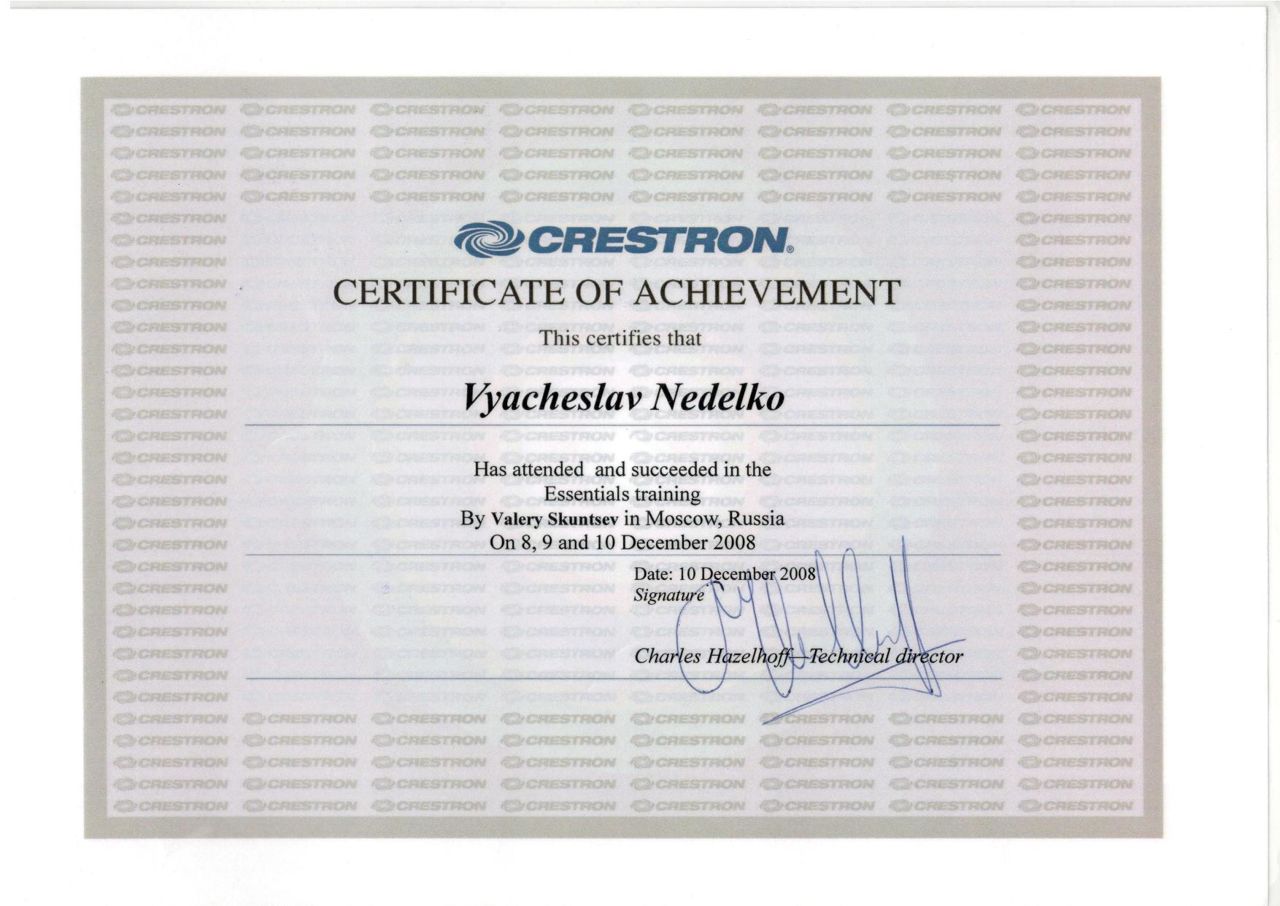 CRESTRON®
CERTIFICATE OF ACHIEVEMENT
This certifies that
Vyacheslav Nedelko
Has attended and succeeded in the
Essentials training
By Valery Skuntsev in Moscow, Russia
On 8, 9 and 10 December 2008
Date: 10 December 2008
Signature
Charles Hazelhoff—Technical director